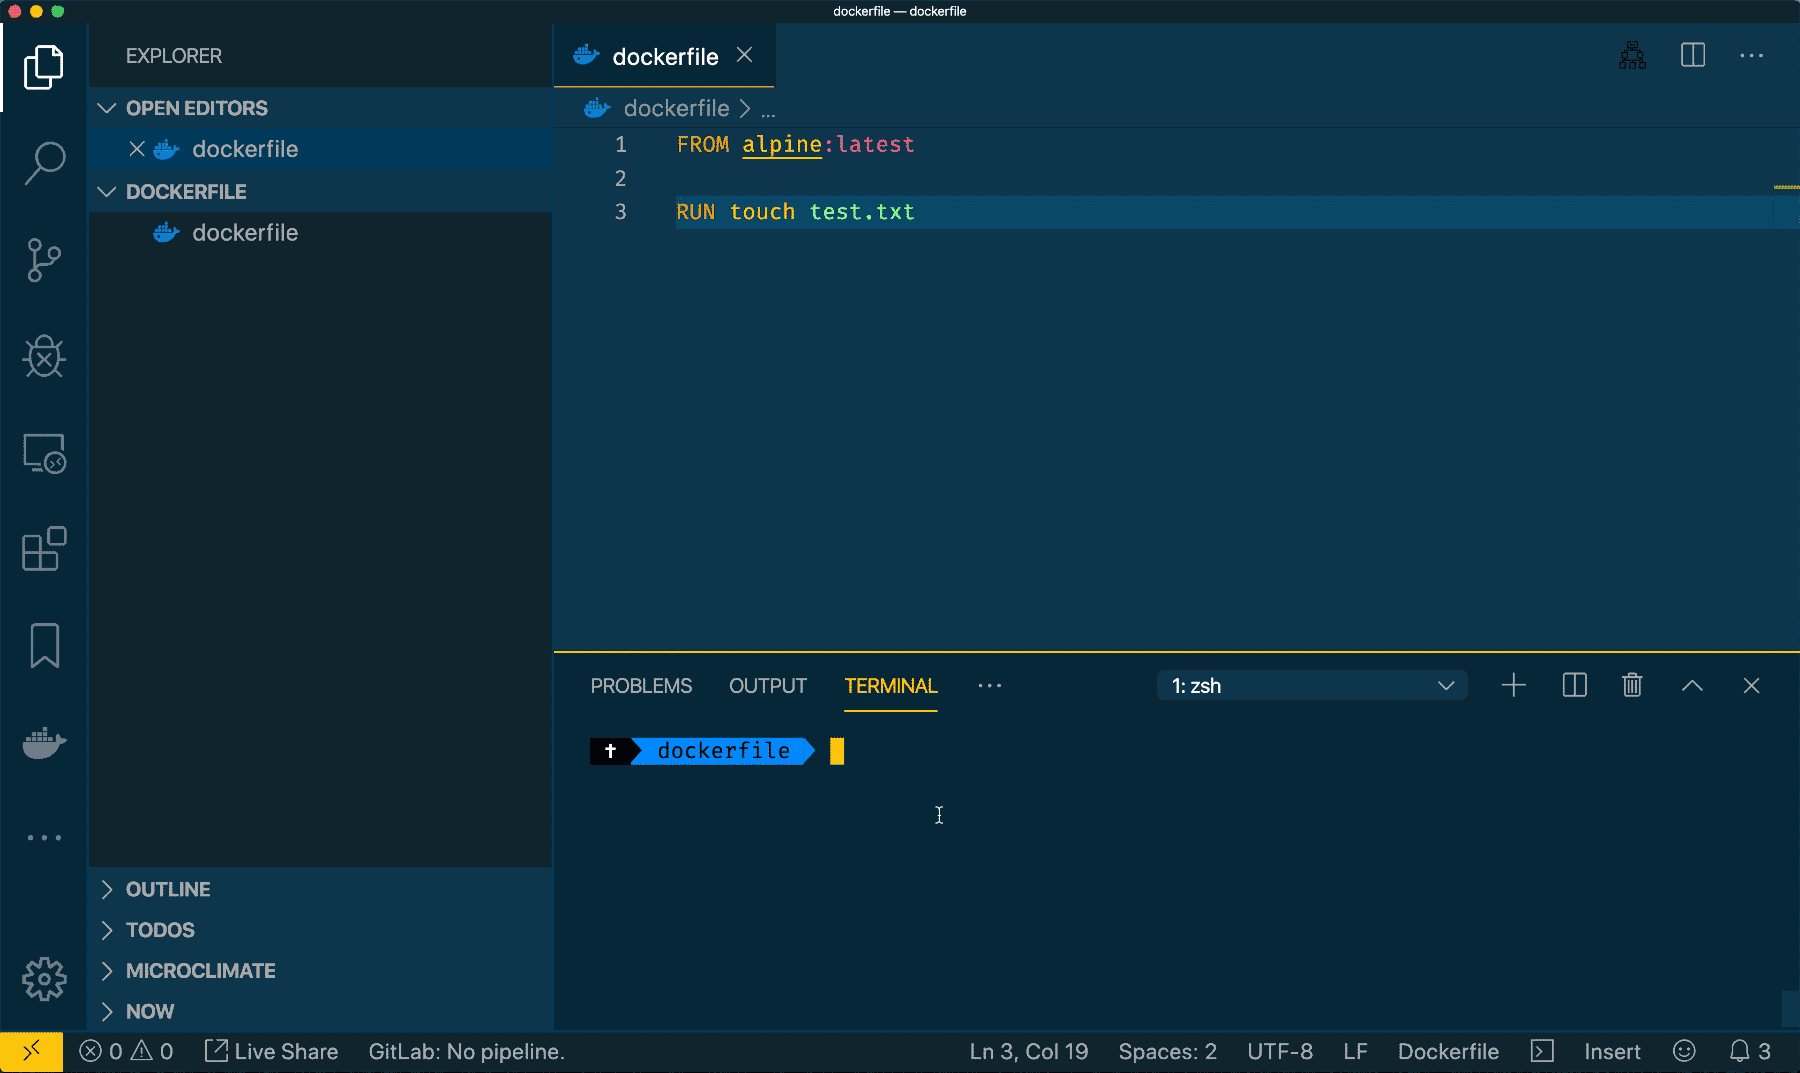 dockerfile — dockerfile
EXPLORER
OPEN EDITORS
dockerfile
DOCKERFILE
dockerfile
OUTLINE
TODOS
MICROCLIMATE
NOW
dockerfile
dockerfile > ...
1 FROM alpine:latest
2
3 RUN touch test.txt
PROBLEMS OUTPUT TERMINAL ... 1: zsh
dockerfile
0 0 Live Share GitLab: No pipeline. Ln 3, Col 19 Spaces: 2 UTF-8 LF Dockerfile Insert 3